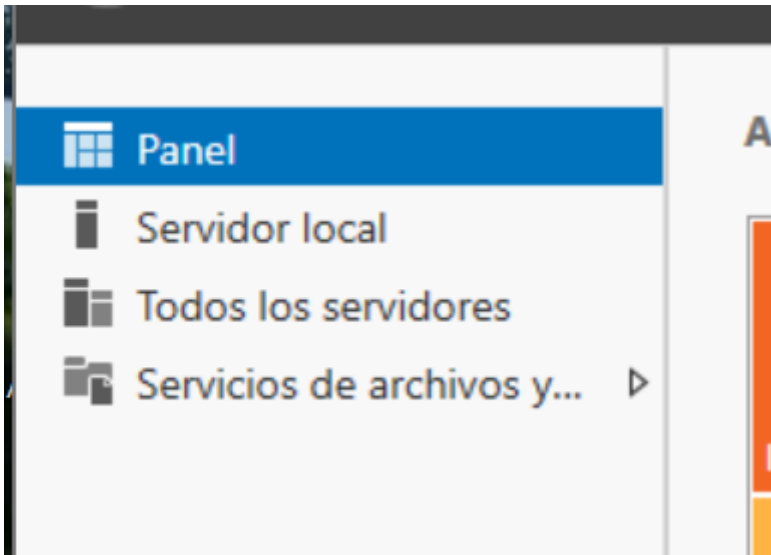 Panel
Servidor local
Todos los servidores
Servicios de archivos y...